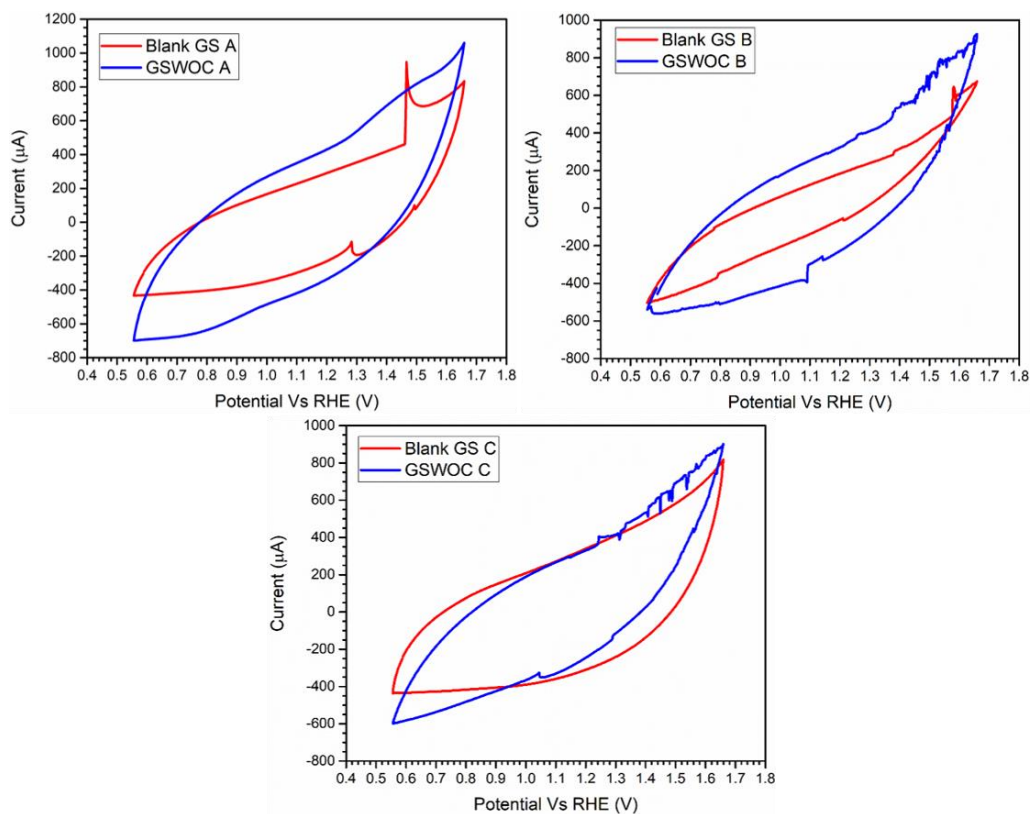 Blank GS A
GSWOC A
1200
1000
800
600
400
200
0
-200
-400
-600
-800
Current (μA)
0.4 0.5 0.6 0.7 0.8 0.9 1.0 1.1 1.2 1.3 1.4 1.5 1.6 1.7 1.8
Potential Vs RHE (V)
Blank GS B
GSWOC B
1000
800
600
400
200
0
-200
-400
-600
-800
Current (μA)
0.4 0.5 0.6 0.7 0.8 0.9 1.0 1.1 1.2 1.3 1.4 1.5 1.6 1.7 1.8
Potential Vs RHE (V)
Blank GS C
GSWOC C
1000
800
600
400
200
0
-200
-400
-600
-800
Current (μA)
0.4 0.5 0.6 0.7 0.8 0.9 1.0 1.1 1.2 1.3 1.4 1.5 1.6 1.7 1.8
Potential Vs RHE (V)